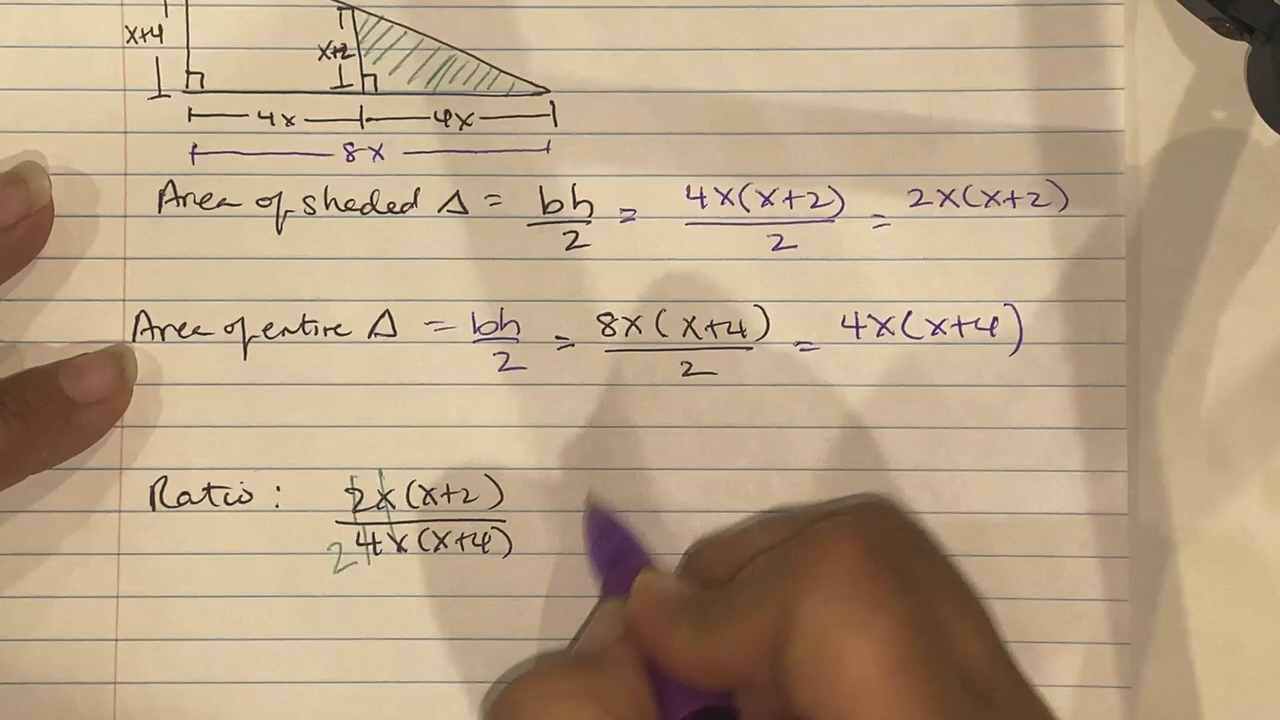 x+4
x+2
4x 4x
8x
Area of sheded Δ = bh/2 = 4x(x+2)/2 = 2x(x+2)
Area of entire Δ = bh/2 = 8x(x+4)/2 = 4x(x+4)
Ratio: 2x(x+2)/4x(x+4)
2